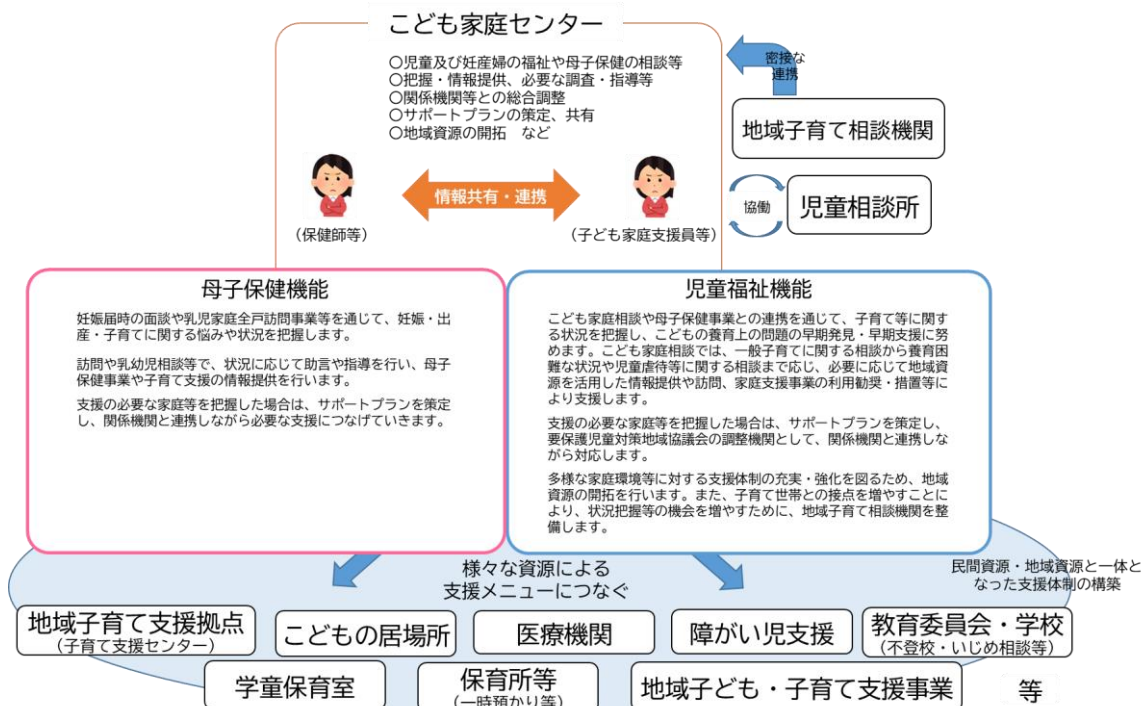 こども家庭センター
〇児童及び妊産婦の福祉や母子保健の相談等
〇把握・情報提供、必要な調査・指導等
〇関係機関等との総合調整
〇サポートプランの策定、共有
〇地域資源の開拓　など
密接な
連携
地域子育て相談機関
情報共有・連携
(保健師等)
(子ども家庭支援員等)
協働
児童相談所
母子保健機能
妊娠届時の面談や乳児家庭全戸訪問事業等を通じて、妊娠・出
産・子育てに関する悩みや状況を把握します。
訪問や乳幼児相談等で、状況に応じて助言や指導を行い、母子
保健事業や子育て支援の情報提供を行います。
支援の必要な家庭等を把握した場合は、サポートプランを策定
し、関係機関と連携しながら必要な支援につなげていきます。
児童福祉機能
こども家庭相談や母子保健事業との連携を通じて、子育て等に関す
る状況を把握し、こどもの養育上の問題の早期発見・早期支援に努
めます。こども家庭相談では、一般子育てに関する相談から養育困
難な状況や児童虐待等に関する相談まで応じ、必要に応じて地域資
源を活用した情報提供や訪問、家庭支援事業の利用勧奨・措置等に
より支援します。
支援の必要な家庭等を把握した場合は、サポートプランを策定し、
要保護児童対策地域協議会の調整機関として、関係機関と連携しな
がら対応します。
多様な家庭環境等に対する支援体制の充実・強化を図るため、地域
資源の開拓を行います。また、子育て世帯との接点を増やすことに
より、状況把握等の機会を増やすために、地域子育て相談機関を整
備します。
様々な資源による
支援メニューにつなぐ
民間資源・地域資源と一体と
なった支援体制の構築
地域子育て支援拠点
(子育て支援センター)
こどもの居場所
医療機関
障がい児支援
教育委員会・学校
(不登校・いじめ相談等)
学童保育室
保育所等
(一時預かり等)
地域子ども・子育て支援事業
等